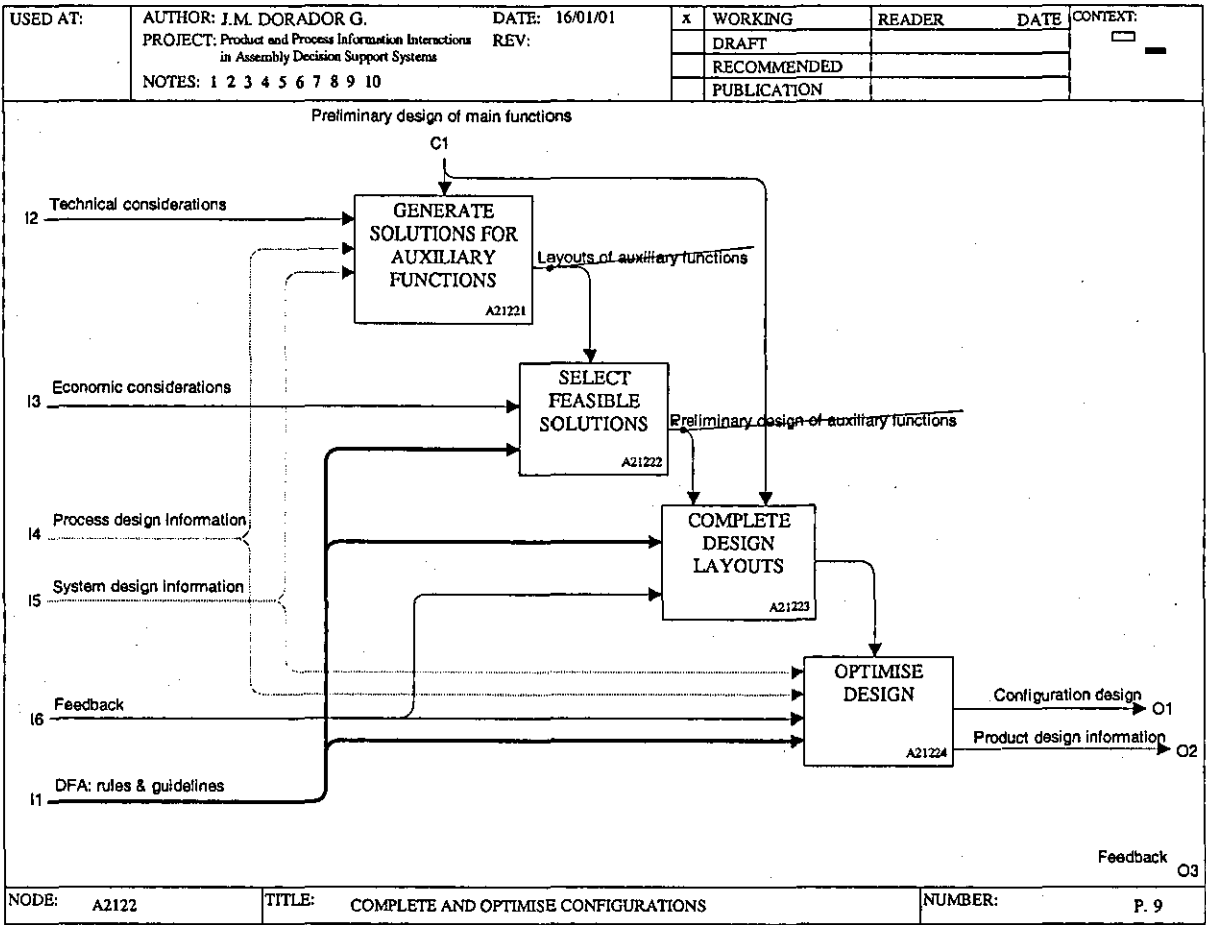 USED AT:
AUTHOR: J.M. DORADOR G.
DATE: 16/01/01
PROJECT: Product and Process Information Interactions
in Assembly Decision Support Systems
REV:
NOTES: 1 2 3 4 5 6 7 8 9 10
x WORKING
DRAFT
RECOMMENDED
PUBLICATION
READER DATE
CONTEXT:
Preliminary design of main functions
C1
I2 Technical considerations
GENERATE
SOLUTIONS FOR
AUXILIARY
FUNCTIONS
A21221
Layouts of auxiliary functions
I3 Economic considerations
SELECT
FEASIBLE
SOLUTIONS
A21222
Preliminary design of auxiliary functions
I4 Process design information
COMPLETE
DESIGN
LAYOUTS
A21223
I5 System design information
OPTIMISE
DESIGN
A21224
I6 Feedback
Configuration design O1
Product design information O2
I1 DFA: rules & guidelines
Feedback O3
NODE: A2122
TITLE: COMPLETE AND OPTIMISE CONFIGURATIONS
NUMBER: P. 9